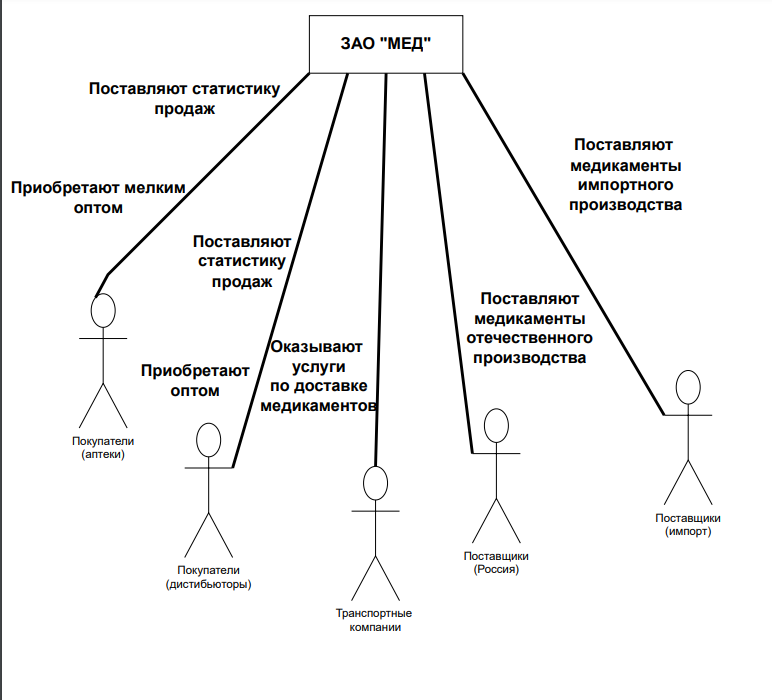 ЗАО "МЕД"
Поставляют статистику
продаж
Приобретают мелким
оптом
Поставляют
статистику
продаж
Приобретают
оптом
Оказывают
услуги
по доставке
медикаментов
Поставляют
медикаменты
отечественного
производства
Поставляют
медикаменты
импортного
производства
Покупатели
(аптеки)
Покупатели
(дистибьюторы)
Транспортные
компании
Поставщики
(Россия)
Поставщики
(импорт)